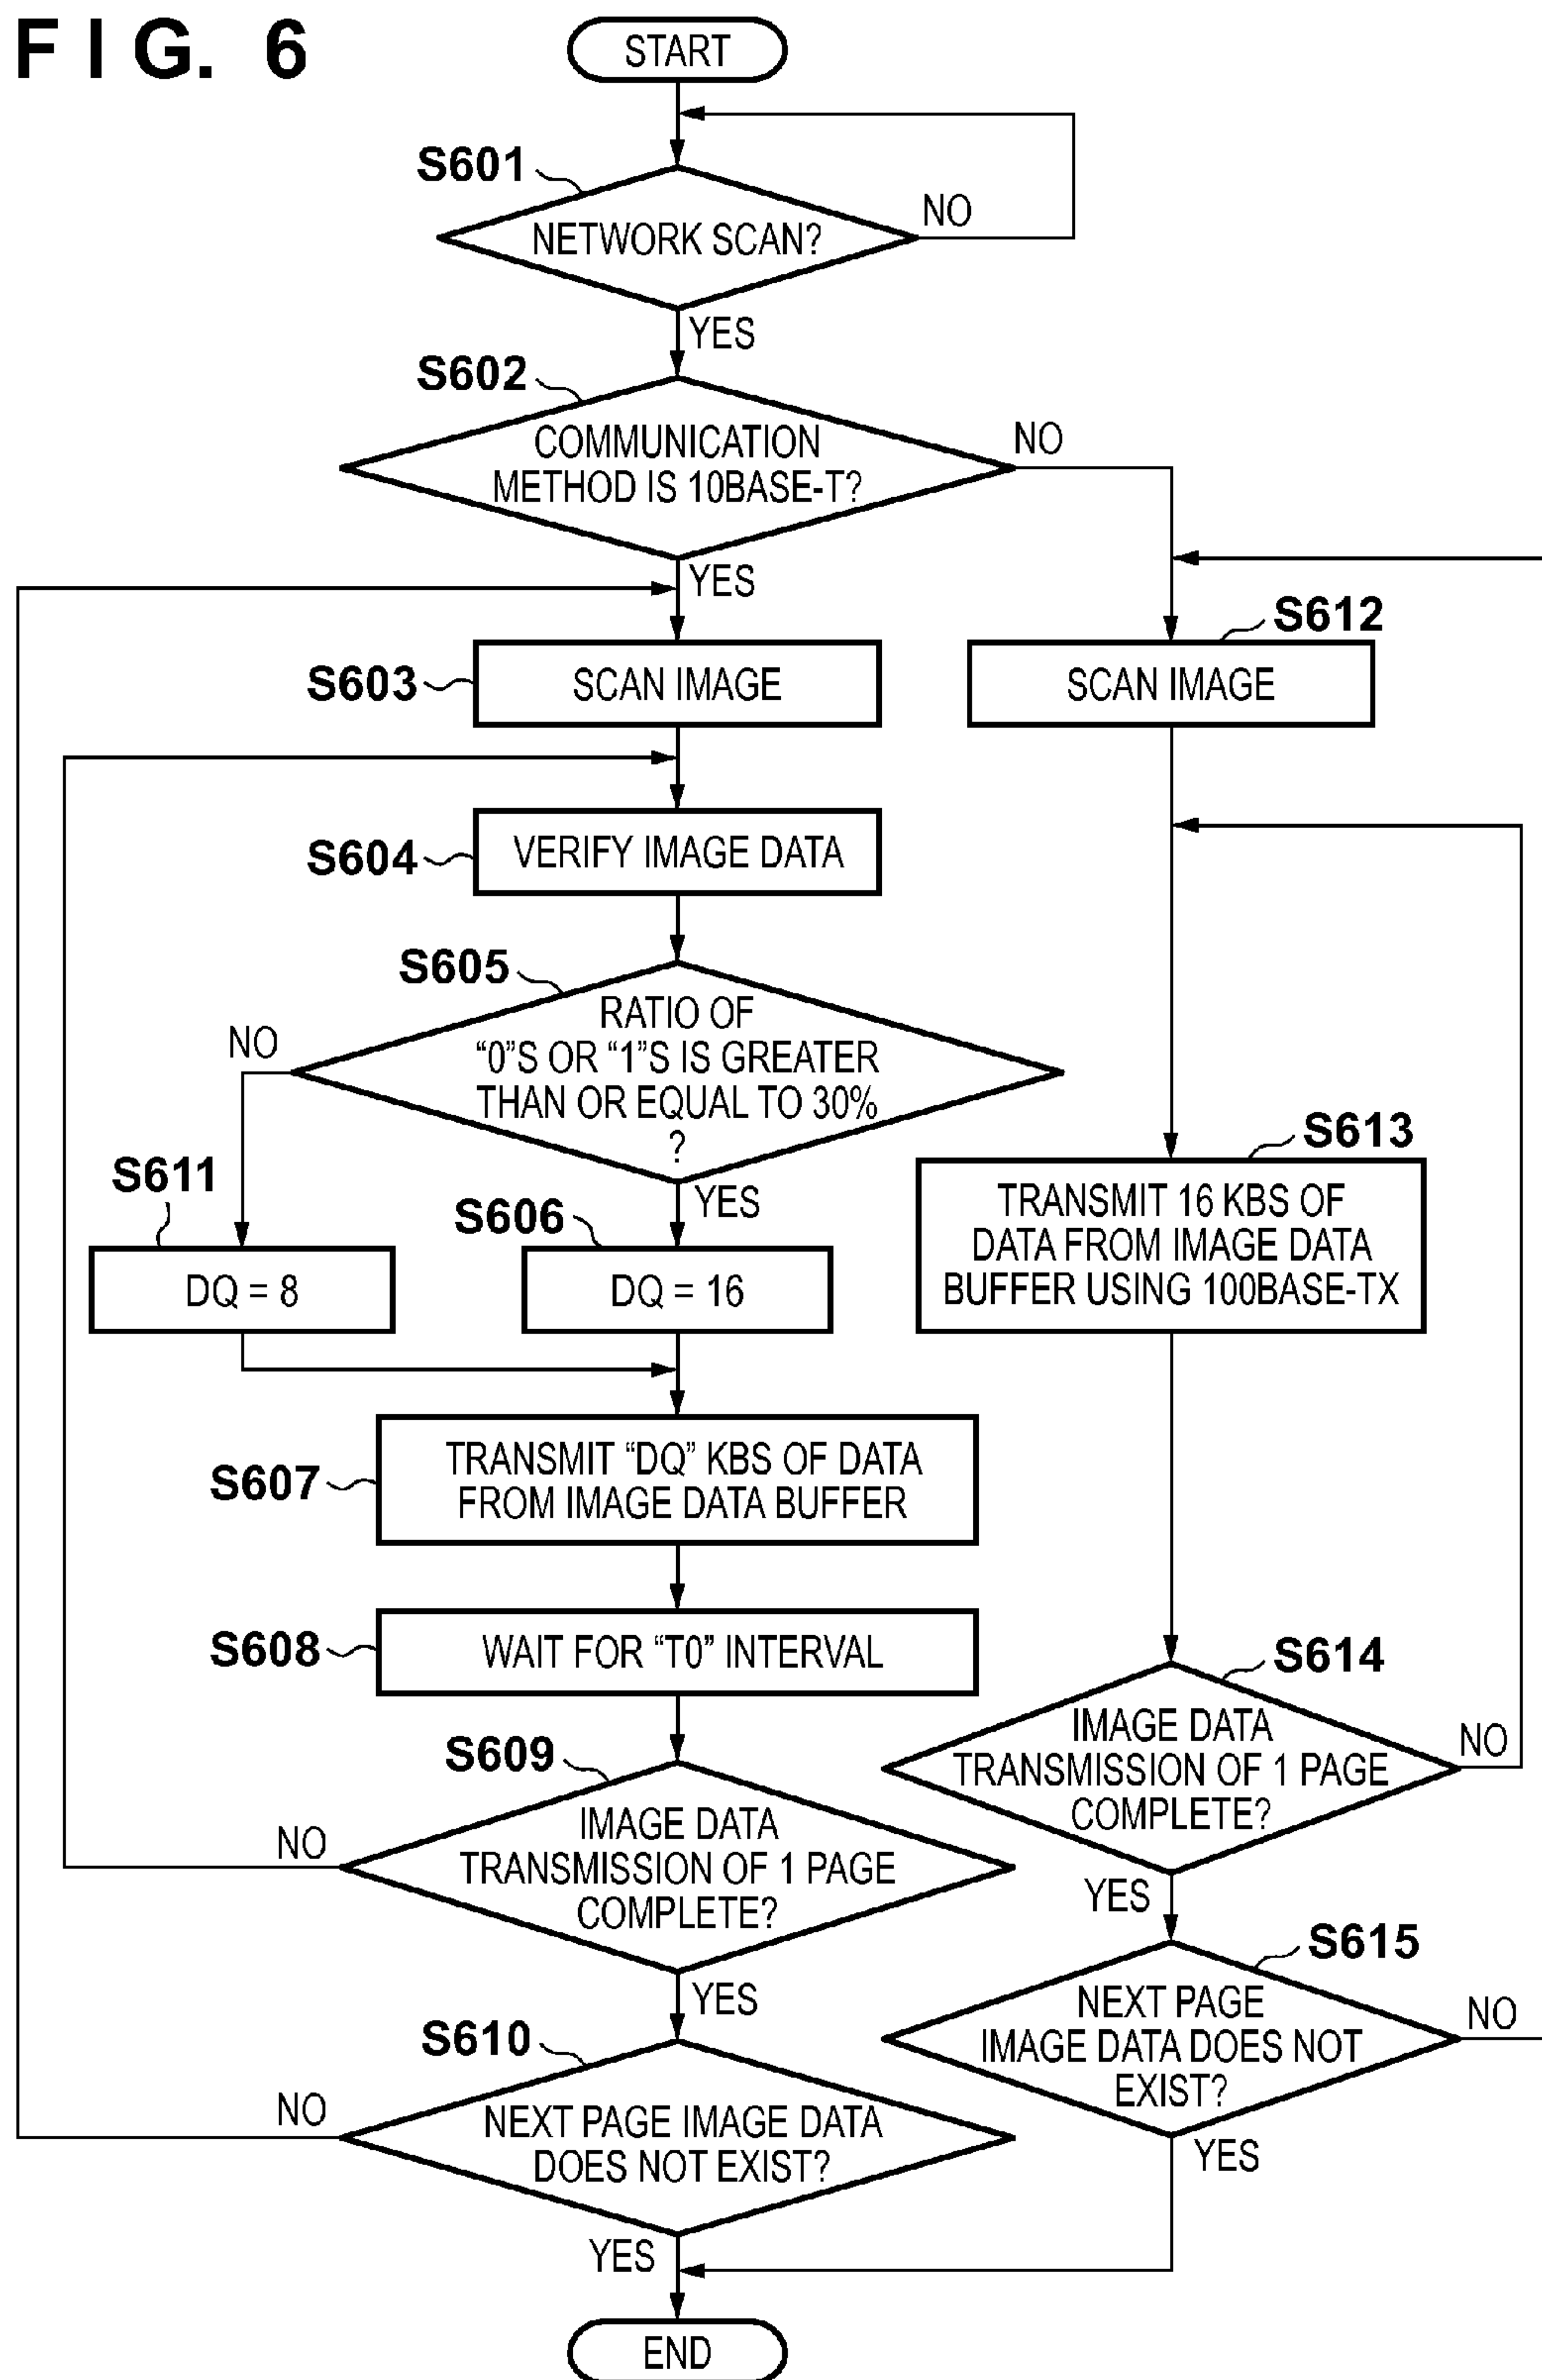 FIG. 6
START
S601
NETWORK SCAN?
NO
YES
S602
COMMUNICATION
METHOD IS 10BASE-T?
NO
YES
S603
SCAN IMAGE
S612
SCAN IMAGE
S604
VERIFY IMAGE DATA
S605
RATIO OF
“0”S OR “1”S IS GREATER
THAN OR EQUAL TO 30%
?
NO
YES
S611
DQ = 8
S606
DQ = 16
S613
TRANSMIT 16 KBS OF
DATA FROM IMAGE DATA
BUFFER USING 100BASE-TX
S607
TRANSMIT “DQ” KBS OF DATA
FROM IMAGE DATA BUFFER
S608
WAIT FOR “T0” INTERVAL
S614
IMAGE DATA
TRANSMISSION OF 1 PAGE
COMPLETE?
NO
YES
S609
IMAGE DATA
TRANSMISSION OF 1 PAGE
COMPLETE?
NO
YES
S615
NEXT PAGE
IMAGE DATA DOES NOT
EXIST?
NO
YES
S610
NEXT PAGE IMAGE DATA
DOES NOT EXIST?
NO
YES
END